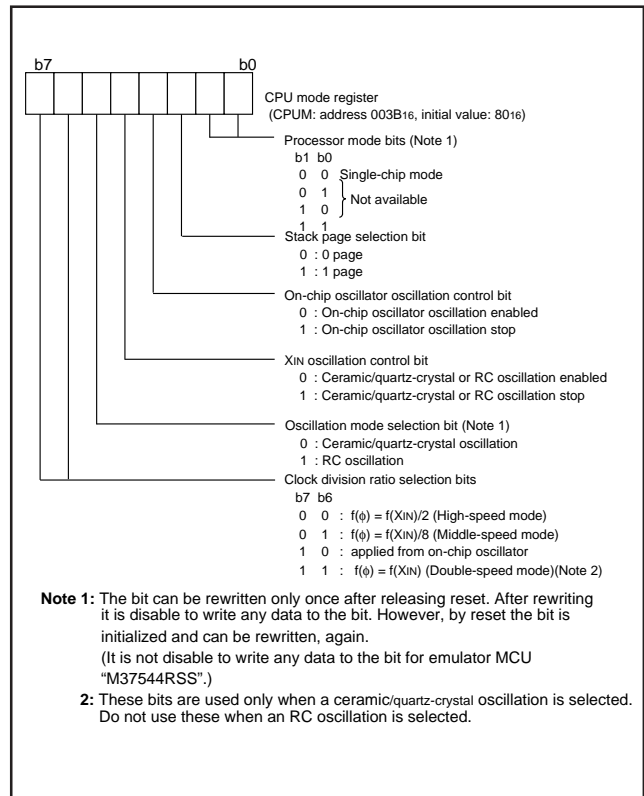 b7 b0
CPU mode register
(CPUM: address 003B16, initial value: 8016)
Processor mode bits (Note 1)
b1 b0
0 0 Single-chip mode
0 1
Not available
1 0
1 1
Stack page selection bit
0 : 0 page
1 : 1 page
On-chip oscillator oscillation control bit
0 : On-chip oscillator oscillation enabled
1 : On-chip oscillator oscillation stop
XIN oscillation control bit
0 : Ceramic/quartz-crystal or RC oscillation enabled
1 : Ceramic/quartz-crystal or RC oscillation stop
Oscillation mode selection bit (Note 1)
0 : Ceramic/quartz-crystal oscillation
1 : RC oscillation
Clock division ratio selection bits
b7 b6
0 0 : f(φ) = f(XIN)/2 (High-speed mode)
0 1 : f(φ) = f(XIN)/8 (Middle-speed mode)
1 0 : applied from on-chip oscillator
1 1 : f(φ) = f(XIN) (Double-speed mode)(Note 2)
Note 1: The bit can be rewritten only once after releasing reset. After rewriting
it is disable to write any data to the bit. However, by reset the bit is
initialized and can be rewritten, again.
(It is not disable to write any data to the bit for emulator MCU
“M37544RSS”.)
2: These bits are used only when a ceramic/quartz-crystal oscillation is selected.
Do not use these when an RC oscillation is selected.